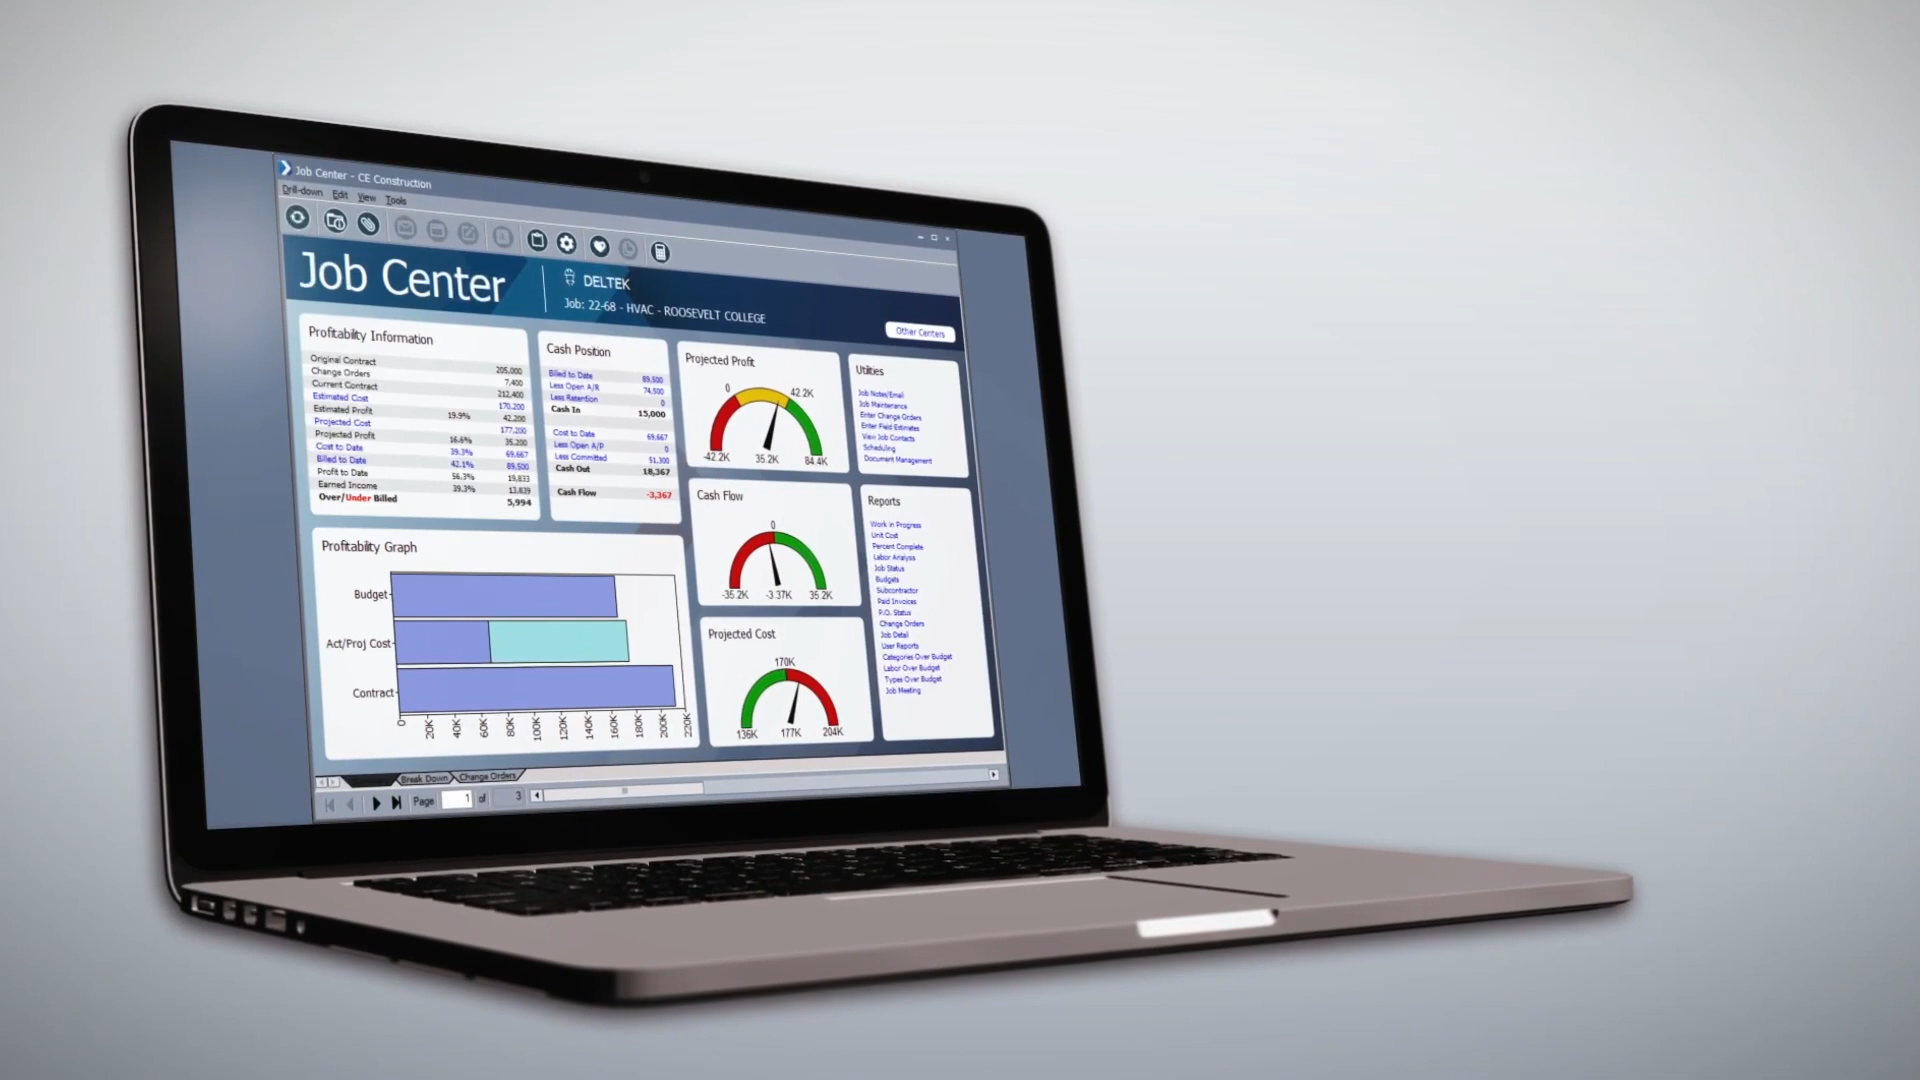 Job Center - CE Construction
Drill-down Edit View Tools
Job Center
DELTEK
Job: 22-68 - HVAC - ROOSEVELT COLLEGE
Other Centers
Profitability Information
Original Contract 205,000
Change Orders 7,400
Current Contract 212,400
Estimated Cost 170,200
Estimated Profit 19.9% 42,200
Projected Cost 177,200
Projected Profit 16.6% 35,200
Cost to Date 39.3% 69,667
Billed to Date 42.1% 89,500
Profit to Date 56.3% 19,833
Earned Income 39.3% 13,839
Over/Under Billed 5,994
Cash Position
Billed to Date 89,500
Less Open A/R 74,500
Less Retention 0
Cash In 15,000
Cost to Date 69,667
Less Open A/P 0
Less Committed 51,300
Cash Out 18,367
Cash Flow -3,367
Projected Profit
0 42.2K
-42.2K 35.2K 84.4K
Utilities
Job Notes/Email
Job Maintenance
Enter Change Orders
Enter Field Estimates
View Job Contacts
Scheduling
Document Management
Cash Flow
0
-35.2K -3.37K 35.2K
Reports
Work in Progress
Unit Cost
Percent Complete
Labor Analysis
Job Status
Budgets
Subcontractor
Paid Invoices
P.O. Status
Change Orders
Job Detail
User Reports
Categories Over Budget
Labor Over Budget
Types Over Budget
Job Meeting
Profitability Graph
Budget
Act/Proj Cost
Contract
0 20K 40K 60K 80K 100K 120K 140K 160K 180K 200K 220K
Projected Cost
170K
136K 177K 204K
Break Down Change Orders
Page 1 of 3